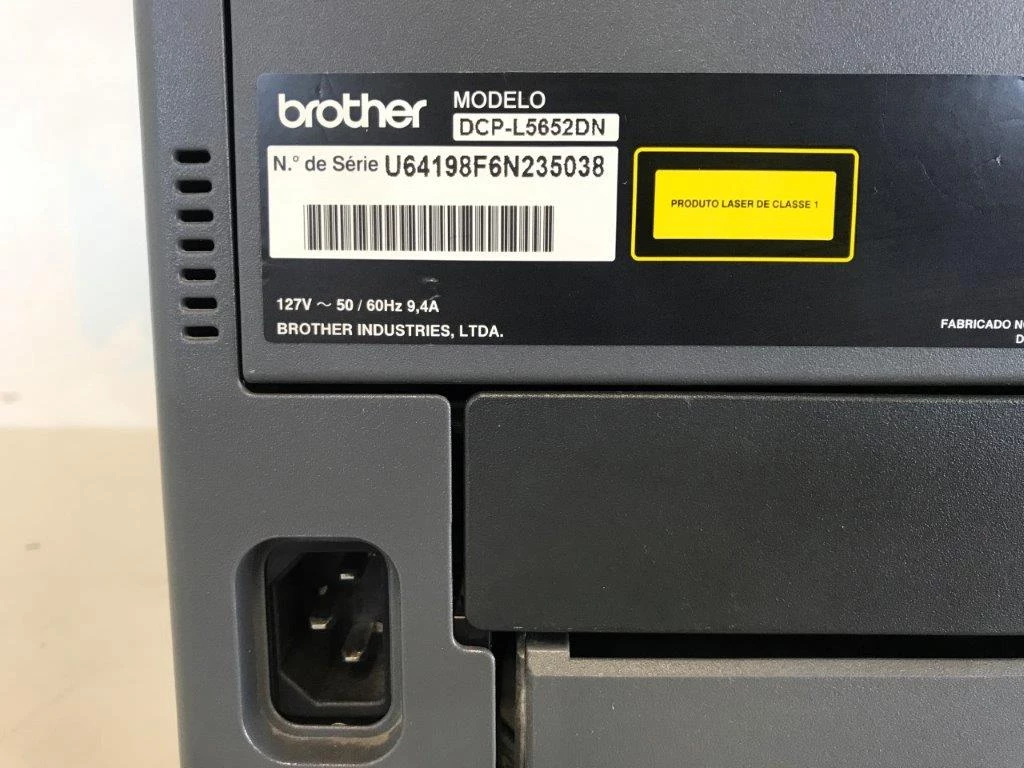 brother
MODELO
DCP-L5652DN
N.° de Série U64198F6N235038
PRODUTO LASER DE CLASSE 1
127V ~ 50 / 60Hz 9,4A
BROTHER INDUSTRIES, LTDA.
FABRICADO